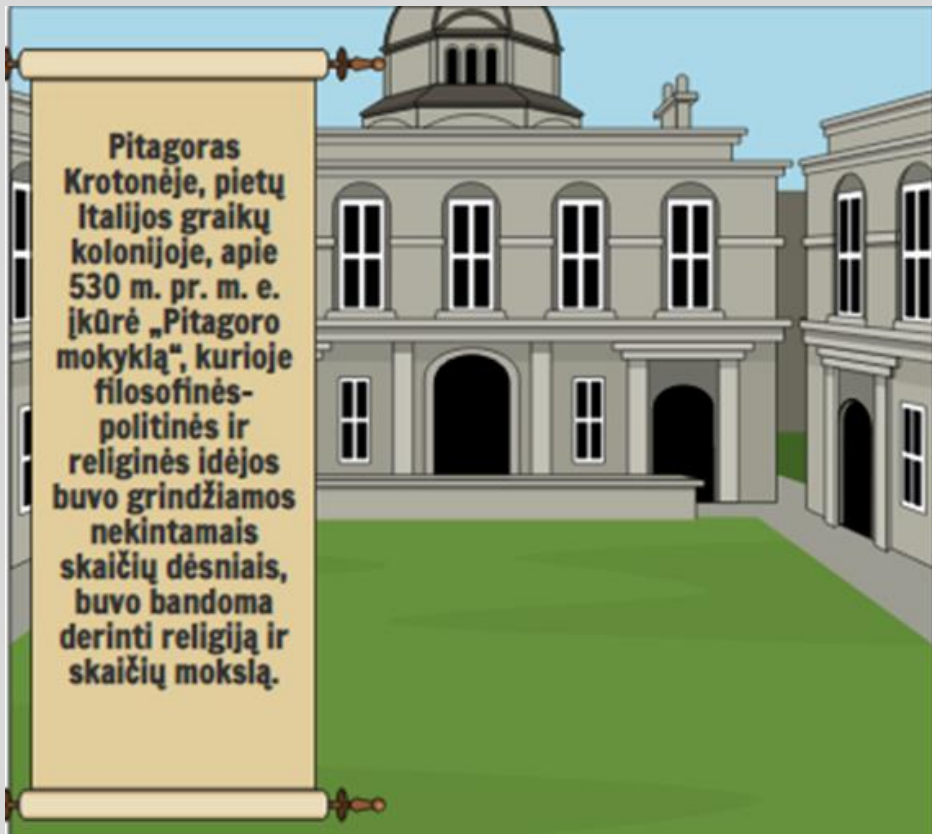 Pitagoras
Krotonėje, pietų
Italijos graikų
kolonijoje, apie
530 m. pr. m. e.
įkūrė „Pitagoro
mokyklą“, kurioje
filosofinės-
politinės ir
religinės idėjos
buvo grindžiamos
nekintamais
skaičių dėsniais,
buvo bandoma
derinti religiją ir
skaičių mokslą.